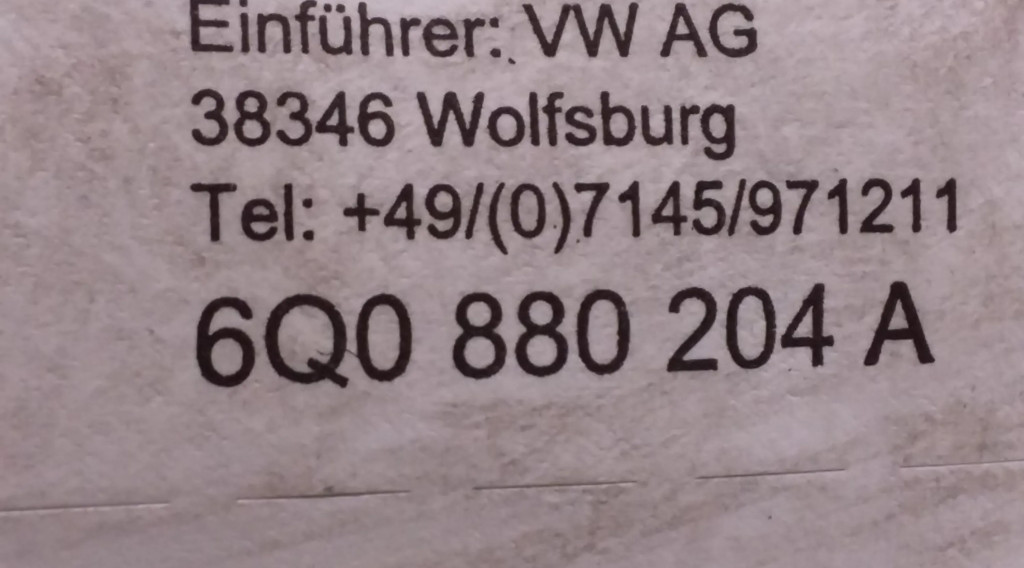 Einführer: VW AG
38346 Wolfsburg
Tel: +49/(0)7145/971211
6Q0 880 204 A